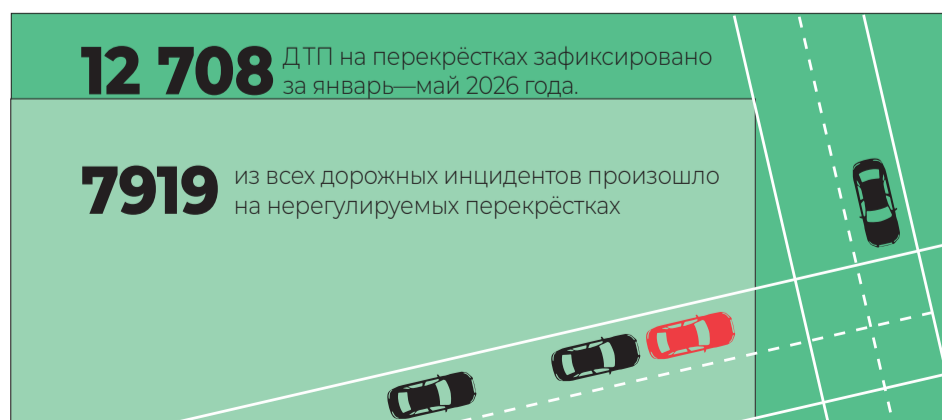 12 708 ДТП на перекрёстках зафиксировано
за январь—май 2026 года.
7919 из всех дорожных инцидентов произошло
на нерегулируемых перекрёстках